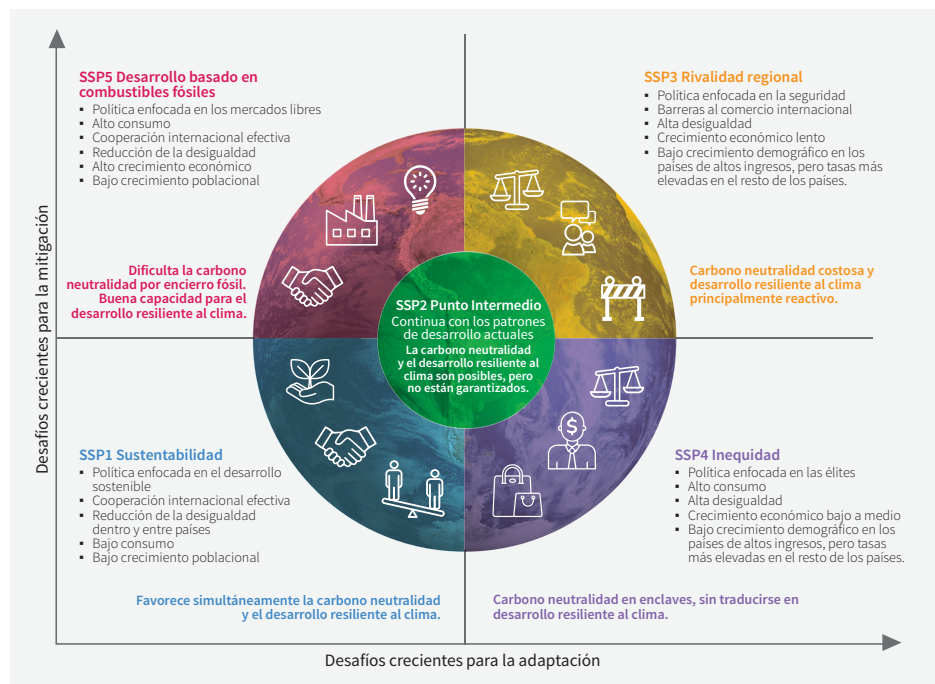 SSP5 Desarrollo basado en
combustibles fósiles
▪ Política enfocada en los mercados libres
▪ Alto consumo
▪ Cooperación internacional efectiva
▪ Reducción de la desigualdad
▪ Alto crecimiento económico
▪ Bajo crecimiento poblacional
Dificulta la carbono
neutralidad por encierro fósil.
Buena capacidad para el
desarrollo resiliente al clima.
SSP3 Rivalidad regional
▪ Política enfocada en la seguridad
▪ Barreras al comercio internacional
▪ Alta desigualdad
▪ Crecimiento económico lento
▪ Bajo crecimiento demográfico en los
países de altos ingresos, pero tasas más
elevadas en el resto de los países.
Carbono neutralidad costosa y
desarrollo resiliente al clima
principalmente reactivo.
SSP2 Punto Intermedio
Continua con los patrones
de desarrollo actuales
La carbono neutralidad
y el desarrollo resiliente al
clima son posibles, pero
no están garantizados.
$
SSP1 Sustentabilidad
▪ Política enfocada en el desarrollo
sostenible
▪ Cooperación internacional efectiva
▪ Reducción de la desigualdad
dentro y entre países
▪ Bajo consumo
▪ Bajo crecimiento poblacional
Favorece simultáneamente la carbono neutralidad
y el desarrollo resiliente al clima.
SSP4 Inequidad
▪ Política enfocada en las élites
▪ Alto consumo
▪ Alta desigualdad
▪ Crecimiento económico bajo a medio
▪ Bajo crecimiento demográfico en los
países de altos ingresos, pero tasas
más elevadas en el resto de los países.
Carbono neutralidad en enclaves, sin traducirse en
desarrollo resiliente al clima.
Desafíos crecientes para la mitigación
Desafíos crecientes para la adaptación